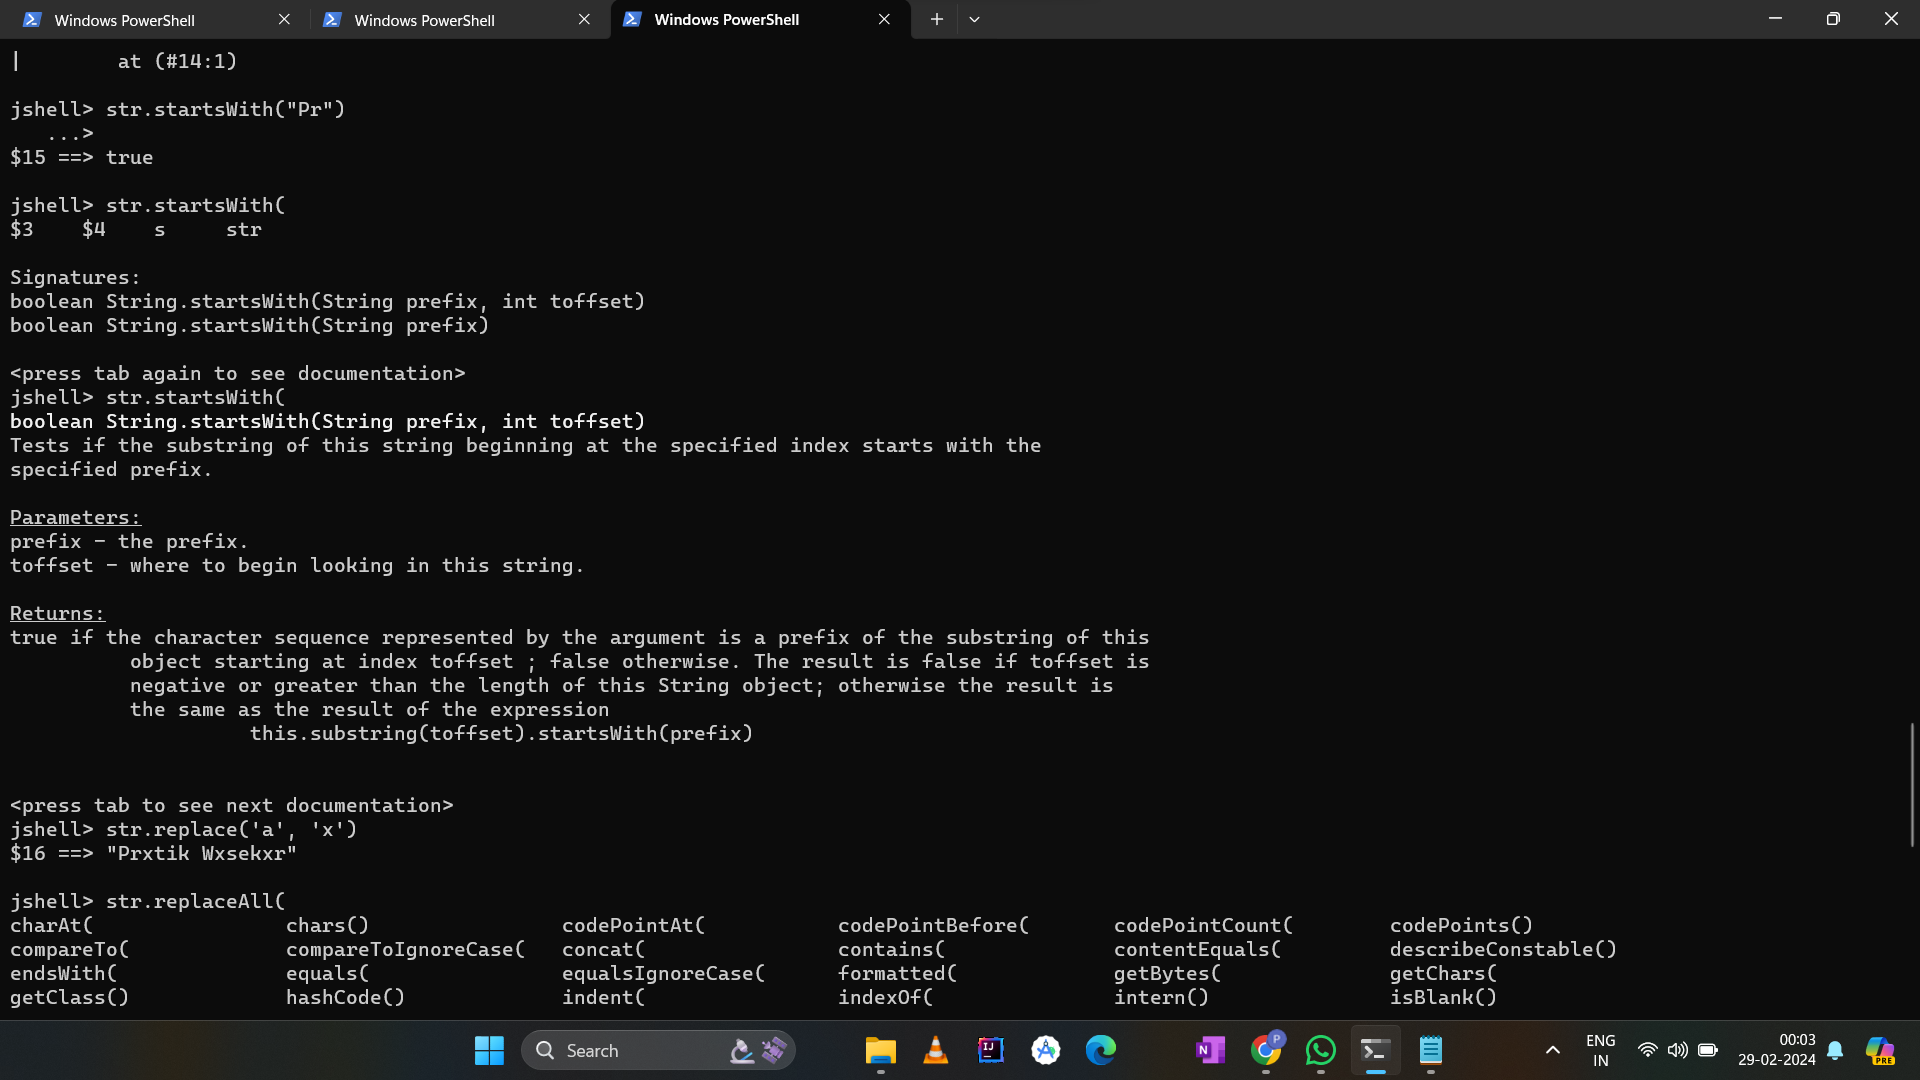 Windows PowerShell
Windows PowerShell
Windows PowerShell
|        at (#14:1)
jshell> str.startsWith("Pr")
   ...>
$15 ==> true
jshell> str.startsWith(
$3    $4    s     str
Signatures:
boolean String.startsWith(String prefix, int toffset)
boolean String.startsWith(String prefix)
<press tab again to see documentation>
jshell> str.startsWith(
boolean String.startsWith(String prefix, int toffset)
Tests if the substring of this string beginning at the specified index starts with the
specified prefix.
Parameters:
prefix - the prefix.
toffset - where to begin looking in this string.
Returns:
true if the character sequence represented by the argument is a prefix of the substring of this
          object starting at index toffset ; false otherwise. The result is false if toffset is
          negative or greater than the length of this String object; otherwise the result is
          the same as the result of the expression
                    this.substring(toffset).startsWith(prefix)
<press tab to see next documentation>
jshell> str.replace('a', 'x')
$16 ==> "Prxtik Wxsekxr"
jshell> str.replaceAll(
charAt(                chars()                codePointAt(           codePointBefore(       codePointCount(        codePoints()
compareTo(             compareToIgnoreCase(   concat(                contains(              contentEquals(         describeConstable()
endsWith(              equals(                equalsIgnoreCase(      formatted(             getBytes(              getChars(
getClass()             hashCode()             indent(                indexOf(               intern()               isBlank()
Search
IJ
N
P
ENG
IN
00:03
29-02-2024
PRE